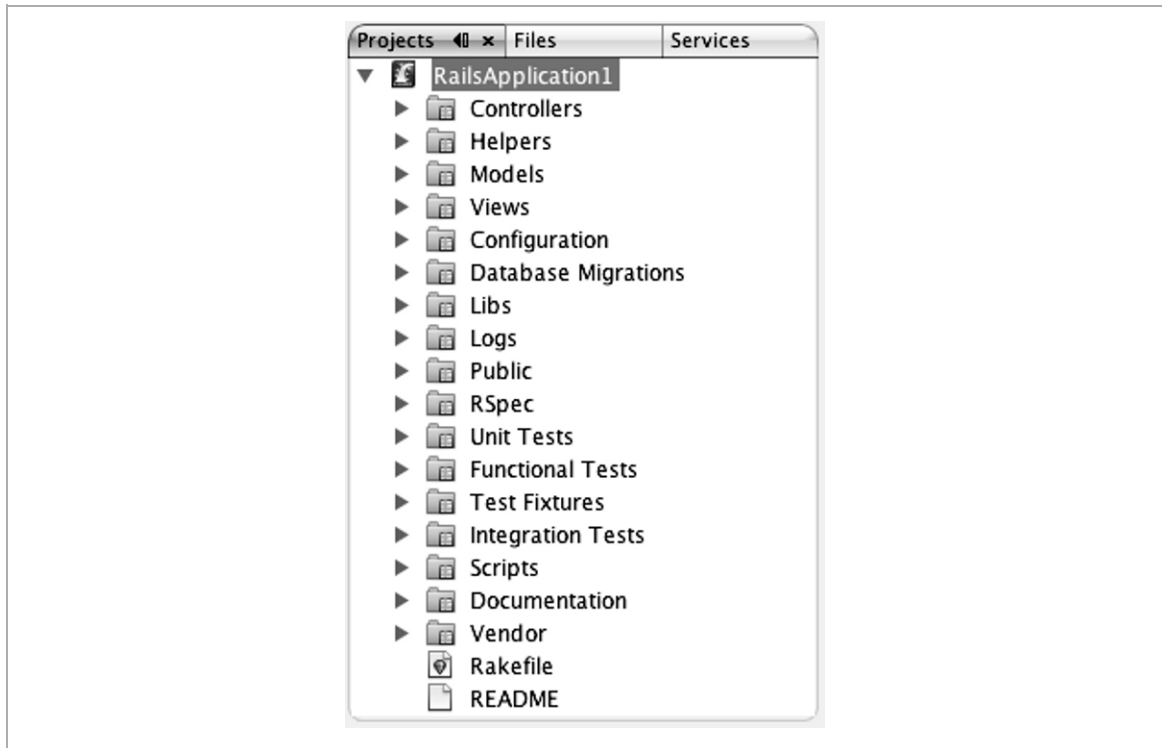 Projects Files Services
RailsApplication1
Controllers
Helpers
Models
Views
Configuration
Database Migrations
Libs
Logs
Public
RSpec
Unit Tests
Functional Tests
Test Fixtures
Integration Tests
Scripts
Documentation
Vendor
Rakefile
README